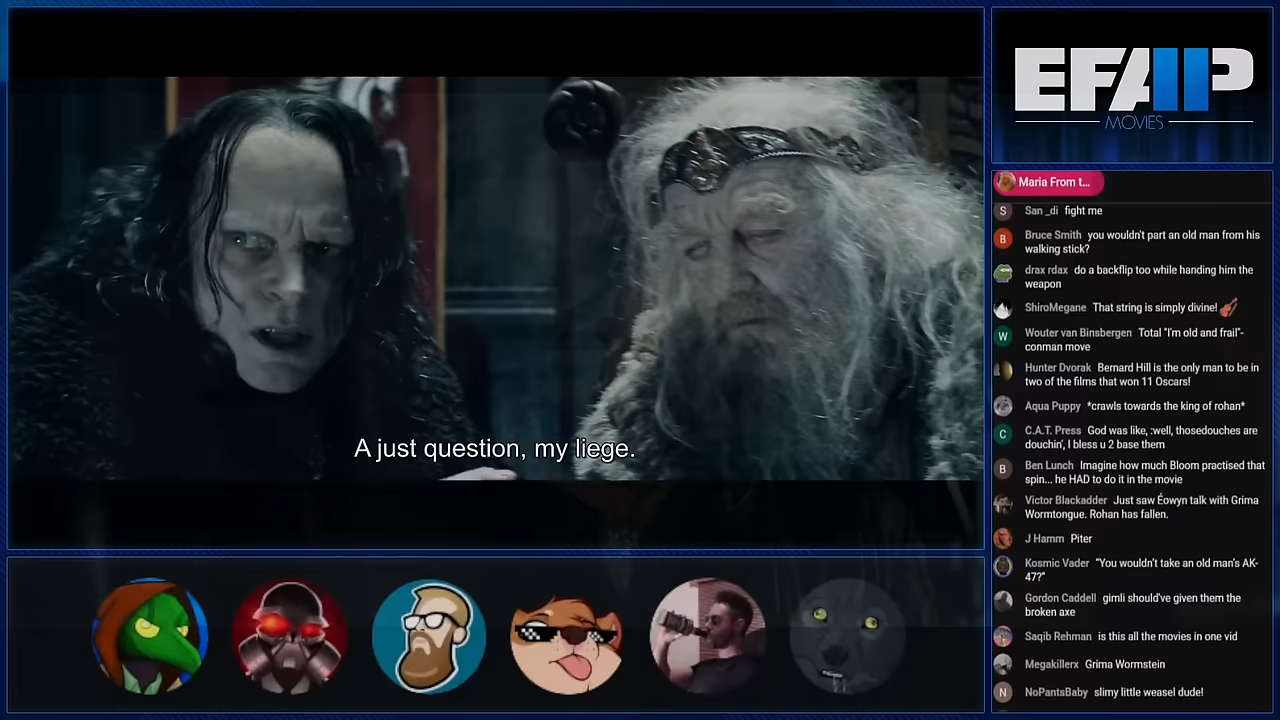 A just question, my liege.
EFAP
MOVIES
Maria From t...
San _di fight me
Bruce Smith you wouldn't part an old man from his
walking stick?
drax rdax do a backflip too while handing him the
weapon
ShiroMegane That string is simply divine!
Wouter van Binsbergen Total "I'm old and frail"-
conman move
Hunter Dvorak Bernard Hill is the only man to be in
two of the films that won 11 Oscars!
Aqua Puppy *crawls towards the king of rohan*
C.A.T. Press God was like, :well, thosedouches are
douchin', I bless u 2 base them
Ben Lunch Imagine how much Bloom practised that
spin... he HAD to do it in the movie
Victor Blackadder Just saw Éowyn talk with Grima
Wormtongue. Rohan has fallen.
J Hamm Piter
Kosmic Vader “You wouldn’t take an old man’s AK-
47?”
Gordon Caddell gimli should've given them the
broken axe
Saqib Rehman is this all the movies in one vid
Megakillerx Grima Wormstein
NoPantsBaby slimy little weasel dude!